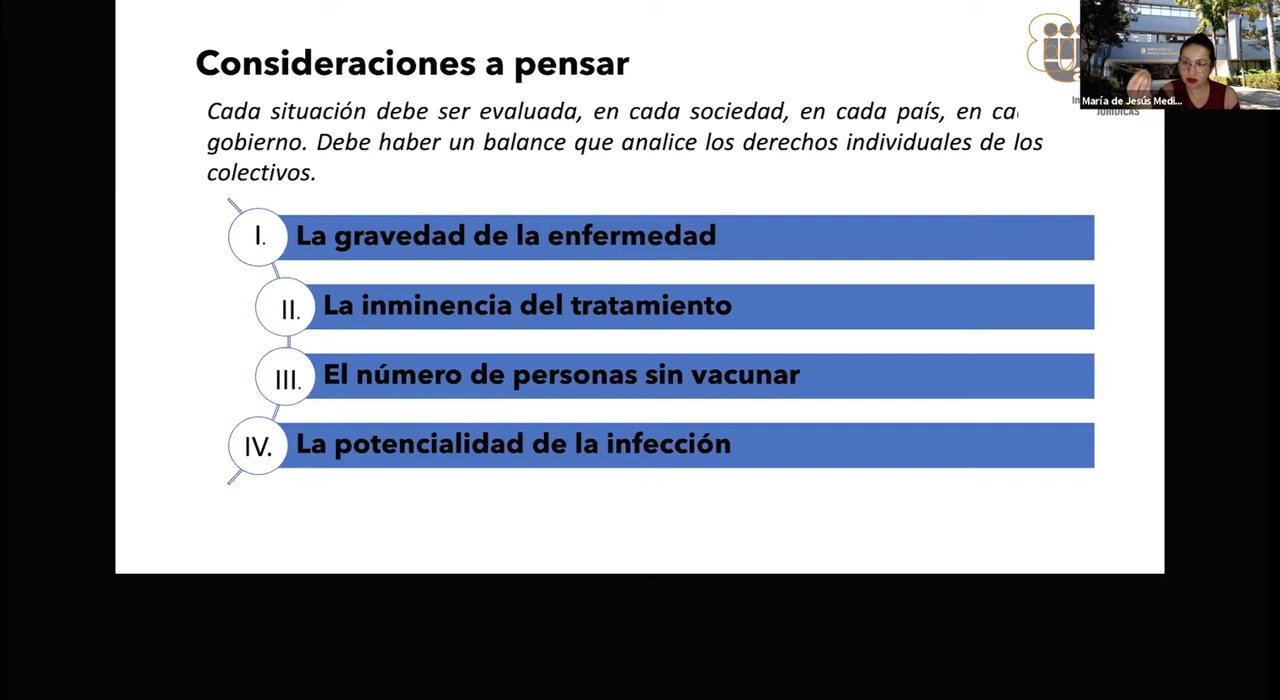 Consideraciones a pensar
Cada situación debe ser evaluada, en cada sociedad, en cada país, en
gobierno. Debe haber un balance que analice los derechos individuales de los
colectivos.
I. La gravedad de la enfermedad
II. La inminencia del tratamiento
III. El número de personas sin vacunar
IV. La potencialidad de la infección
María de Jesús Medi...
JURÍDICAS